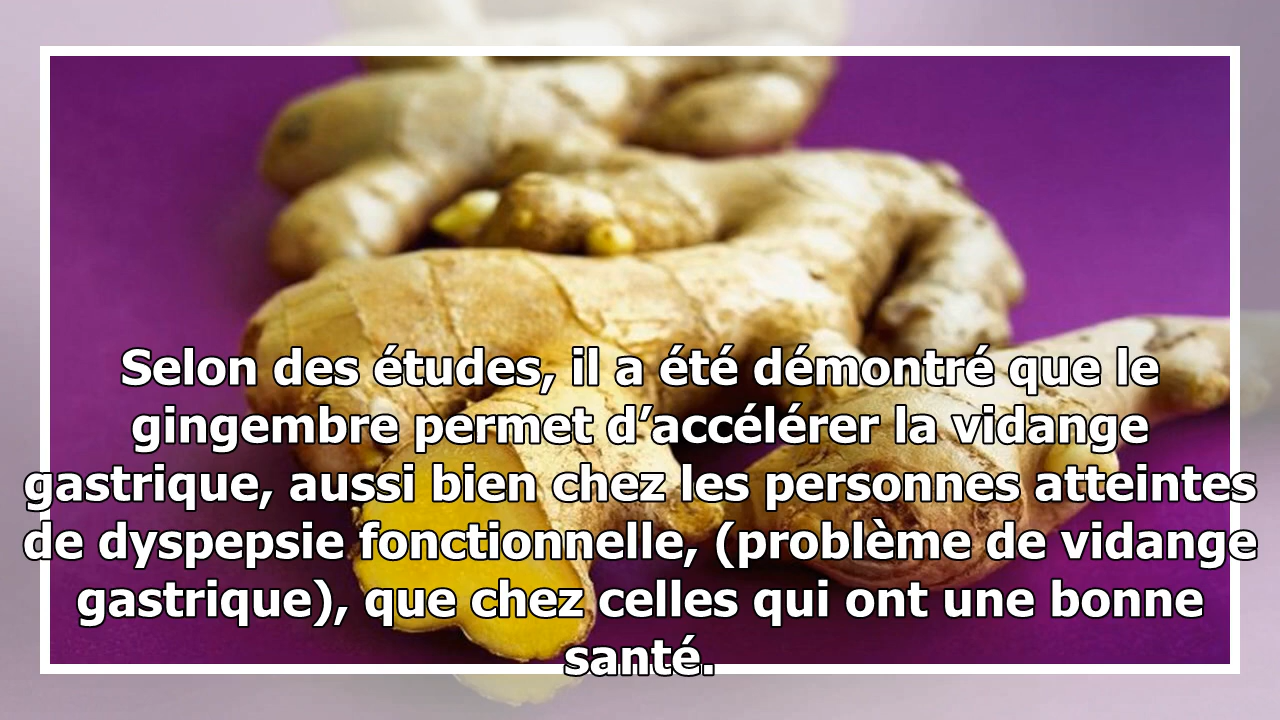 Selon des études, il a été démontré que le
gingembre permet d’accélérer la vidange
gastrique, aussi bien chez les personnes atteintes
de dyspepsie fonctionnelle, (problème de vidange
gastrique), que chez celles qui ont une bonne
santé.